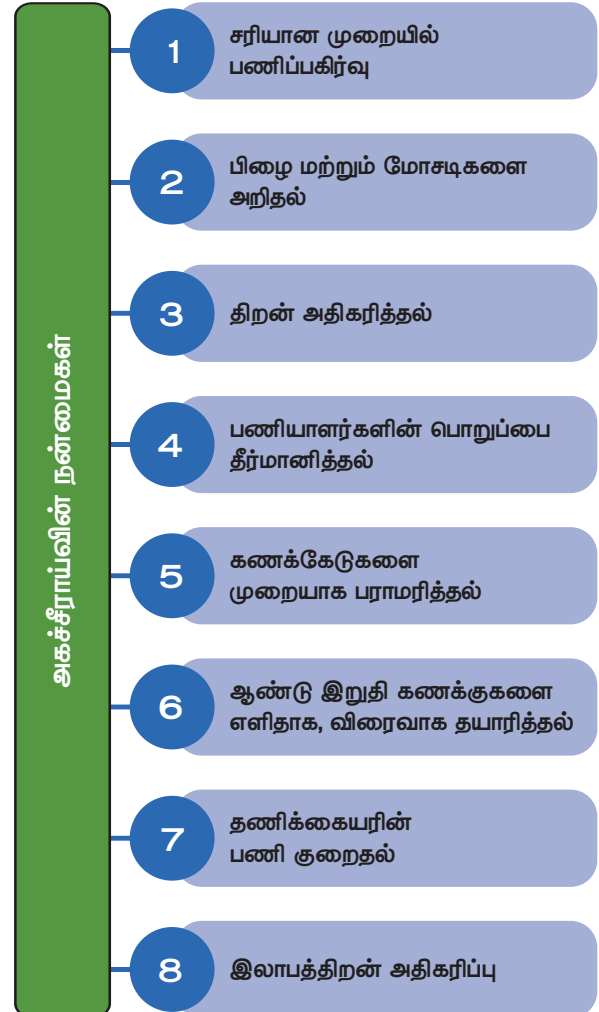 அகச்சீராய்வின் நன்மைகள்
1
சரியான முறையில்
பணிப்பகிர்வு
2
பிழை மற்றும் மோசடிகளை
அறிதல்
3
திறன் அதிகரித்தல்
4
பணியாளர்களின் பொறுப்பை
தீர்மானித்தல்
5
கணக்கேடுகளை
முறையாக பராமரித்தல்
6
ஆண்டு இறுதி கணக்குகளை
எளிதாக, விரைவாக தயாரித்தல்
7
தணிக்கையரின்
பணி குறைதல்
8
இலாபத்திறன் அதிகரிப்பு